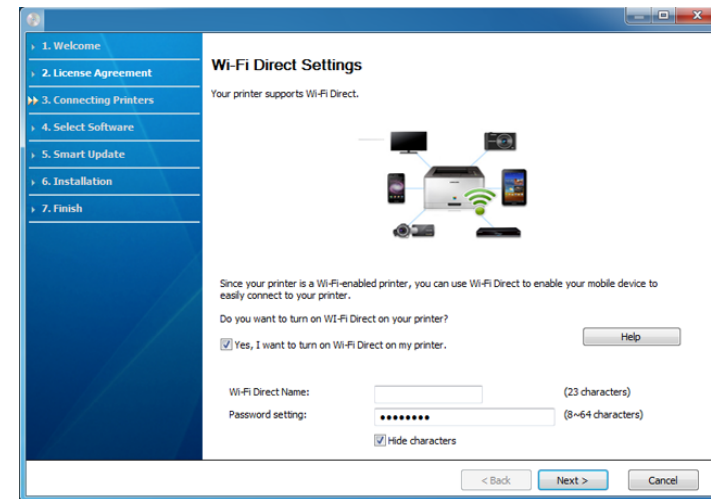 1. Welcome
2. License Agreement
3. Connecting Printers
4. Select Software
5. Smart Update
6. Installation
7. Finish
Wi-Fi Direct Settings
Your printer supports Wi-Fi Direct.
Since your printer is a Wi-Fi-enabled printer, you can use Wi-Fi Direct to enable your mobile device to
easily connect to your printer.
Do you want to turn on WI-Fi Direct on your printer?
Yes, I want to turn on Wi-Fi Direct on my printer.
Help
Wi-Fi Direct Name: (23 characters)
Password setting: •••••••• (8~64 characters)
Hide characters
< Back Next > Cancel